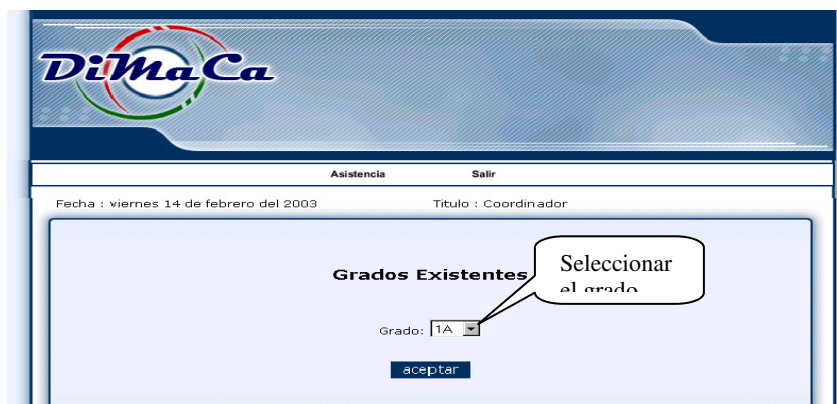 DiMaCa
Asistencia Salir
Fecha : viernes 14 de febrero del 2003 Titulo : Coordinador
Grados Existentes
Seleccionar
el grado
Grado: 1A
aceptar